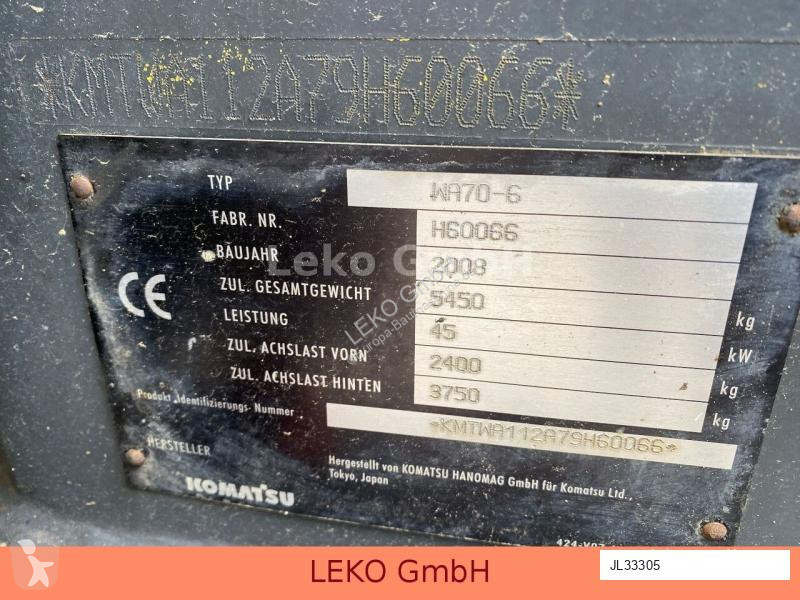 *KMTWA112A79H60066*
TYP WA70-6
FABR. NR. H60066
BAUJAHR 2008
ZUL. GESAMTGEWICHT 5450 kg
LEISTUNG 45 kW
ZUL. ACHSLAST VORN 2400 kg
ZUL. ACHSLAST HINTEN 3750 kg
Produkt Identifizierungs- Nummer *KMTWA112A79H60066*
HERSTELLER
Hergestellt von KOMATSU HANOMAG GmbH für Komatsu Ltd.,
Tokyo, Japan
KOMATSU
CE
Leko GmbH
LEKO GmbH
LEKO GmbH
JL33305